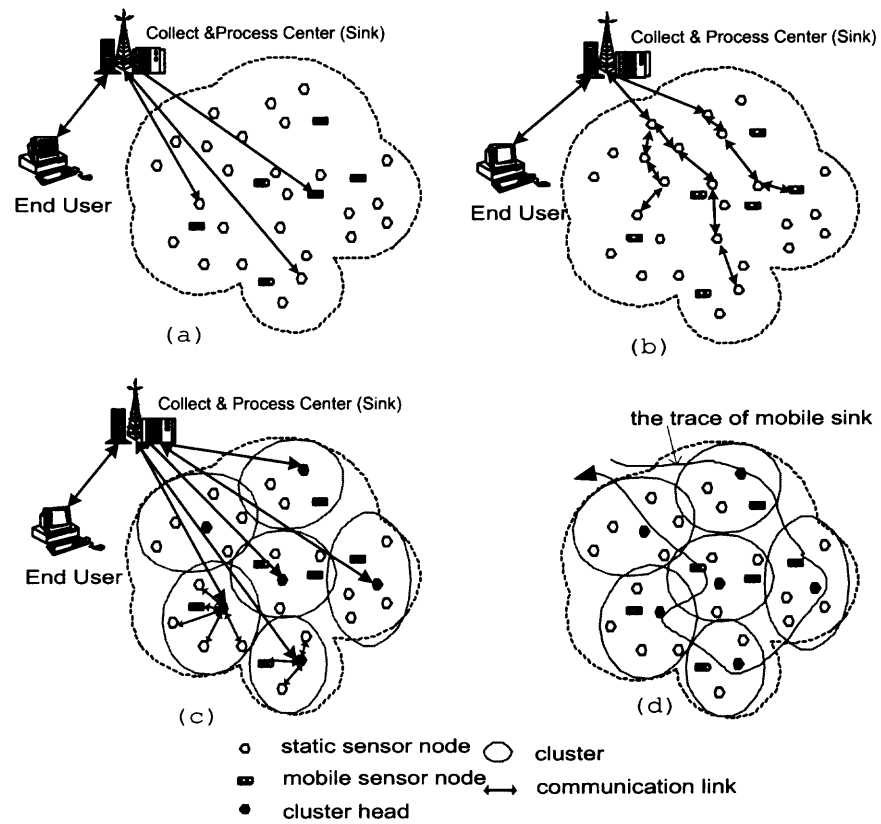 Collect &Process Center (Sink)
End User
(a)
Collect & Process Center (Sink)
End User
(b)
Collect & Process Center (Sink)
End User
(c)
the trace of mobile sink
(d)
static sensor node
cluster
mobile sensor node
communication link
cluster head